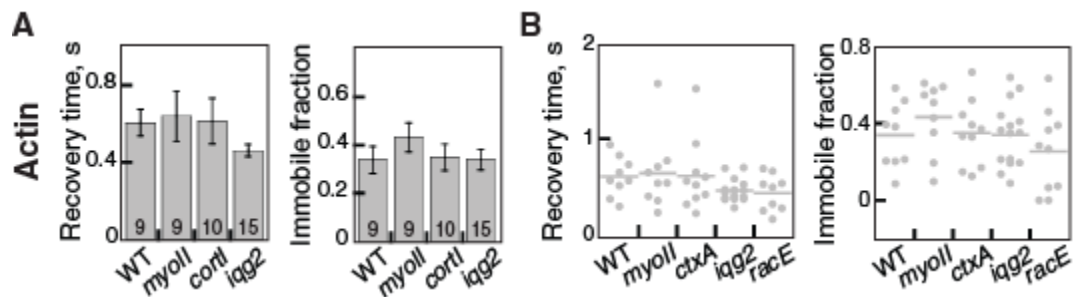 A
B
Actin
Recovery time, s
0.8
0.4
0
9 9 10 15
WT myoII cortI iqg2
Immobile fraction
0.6
0.4
0.2
0
9 9 10 15
WT myoII cortI iqg2
Recovery time, s
2
1
0
WT myoII ctxA iqg2 racE
Immobile fraction
0.8
0.4
0
WT myoII ctxA iqg2 racE